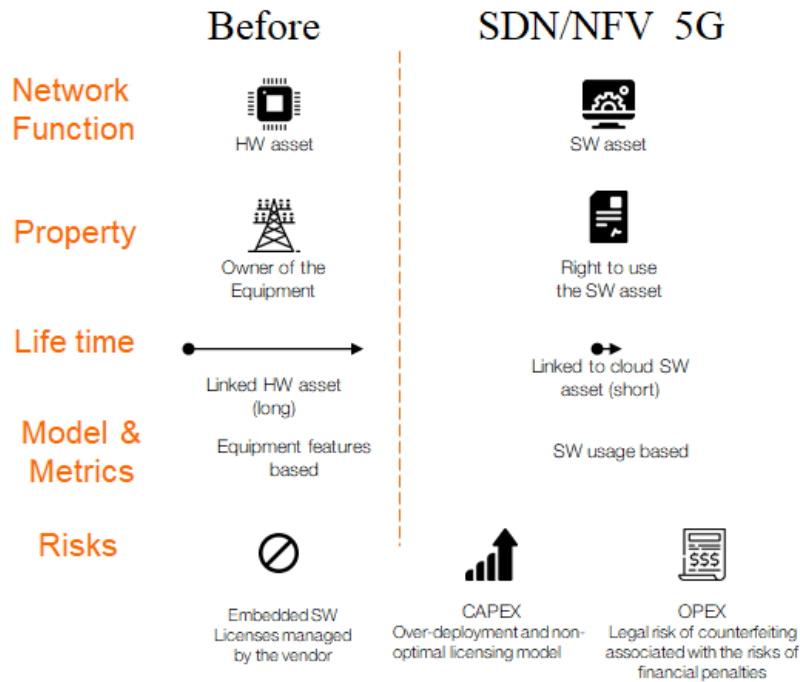 Before
SDN/NFV 5G
Network
Function
HW asset
SW asset
Property
Owner of the
Equipment
Right to use
the SW asset
Life time
Linked HW asset
(long)
Linked to cloud SW
asset (short)
Model &
Metrics
Equipment features
based
SW usage based
Risks
Embedded SW
Licenses managed
by the vendor
CAPEX
Over-deployment and non-
optimal licensing model
$$$
OPEX
Legal risk of counterfeiting
associated with the risks of
financial penalties